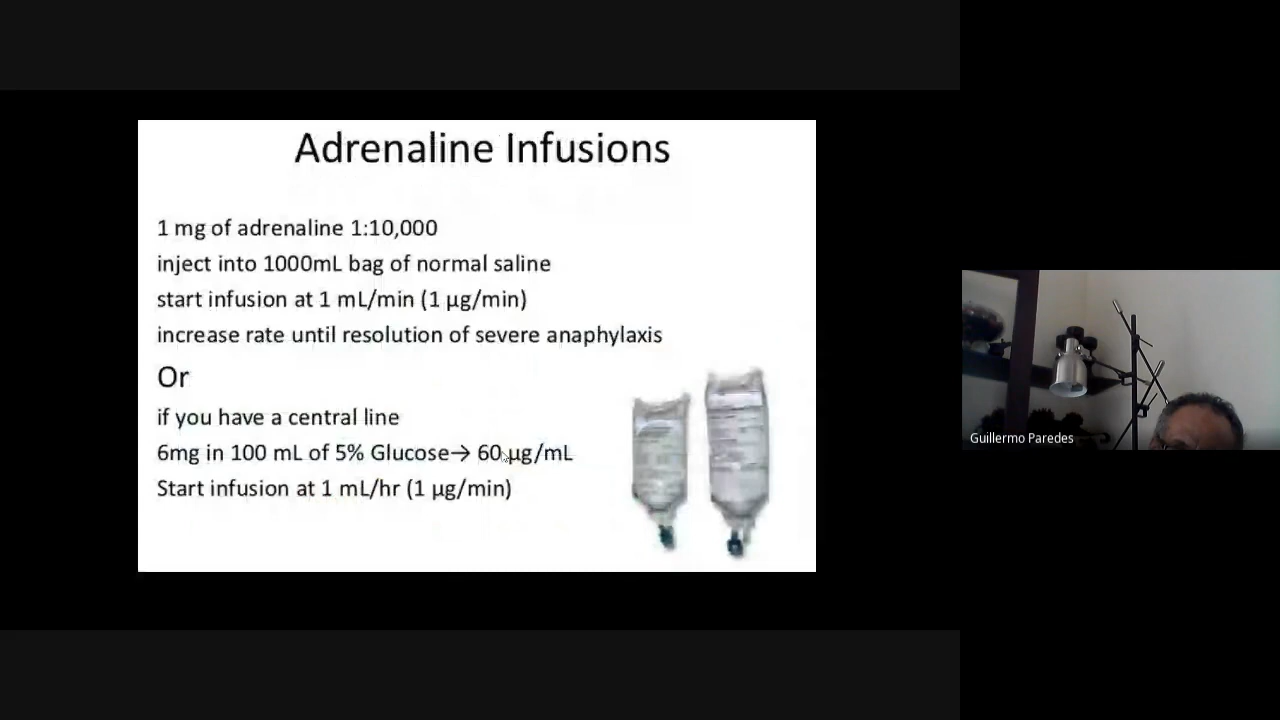 Adrenaline Infusions
1 mg of adrenaline 1:10,000
inject into 1000mL bag of normal saline
start infusion at 1 mL/min (1 µg/min)
increase rate until resolution of severe anaphylaxis
Or
if you have a central line
6mg in 100 mL of 5% Glucose→ 60 µg/mL
Start infusion at 1 mL/hr (1 µg/min)
Guillermo Paredes